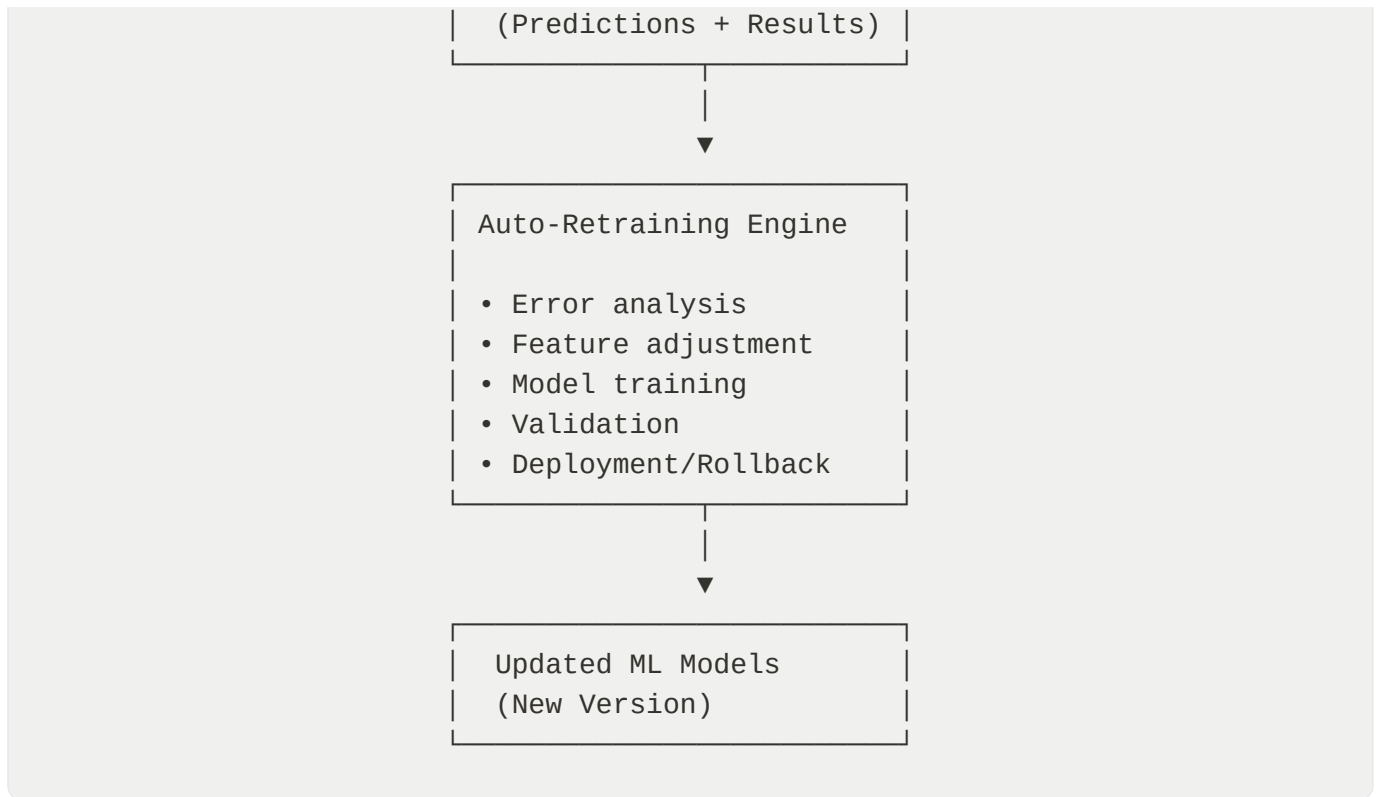 (Predictions + Results)
▼
Auto-Retraining Engine
• Error analysis
• Feature adjustment
• Model training
• Validation
• Deployment/Rollback
▼
Updated ML Models
(New Version)